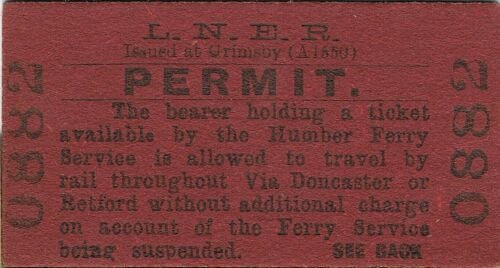 L. N. E. R.
Issued at Grimsby (A1550)
PERMIT.
The bearer holding a ticket
available by the Humber Ferry
Service is allowed to travel by
rail throughout Via Doncaster or
Retford without additional charge
on account of the Ferry Service
being suspended. SEE BACK
0882
0882